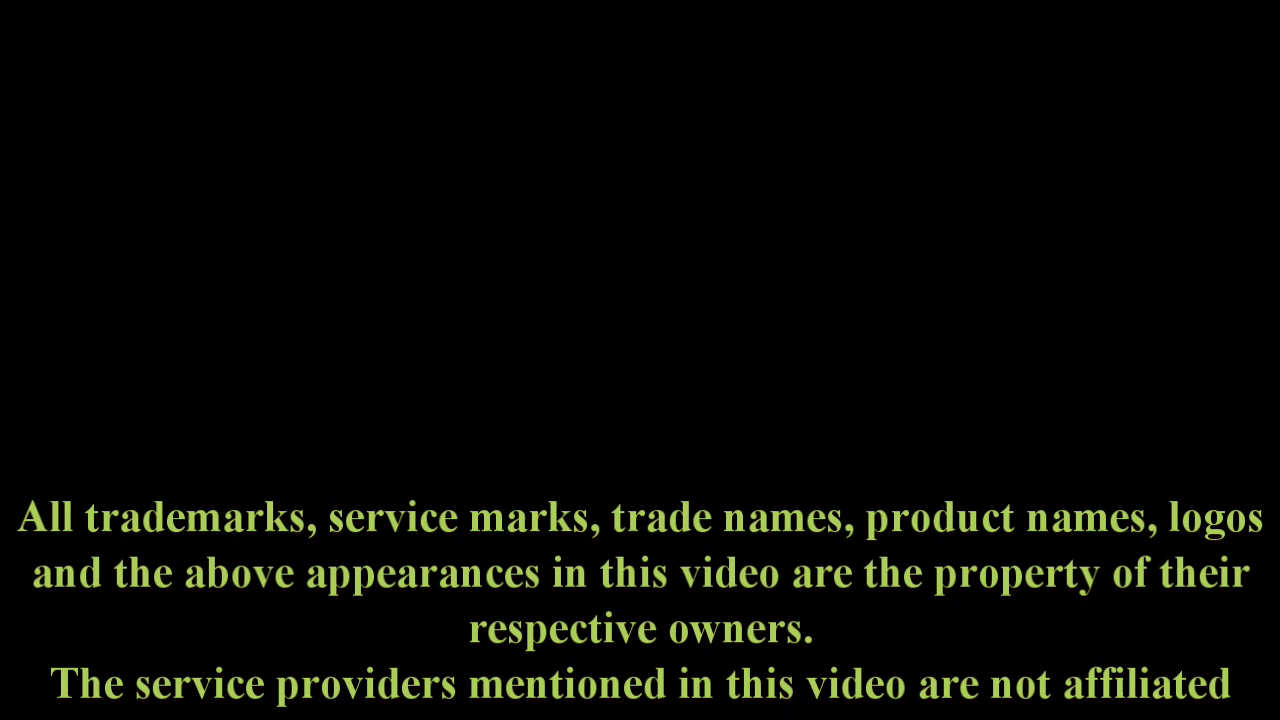 All trademarks, service marks, trade names, product names, logos
and the above appearances in this video are the property of their
respective owners.
The service providers mentioned in this video are not affiliated